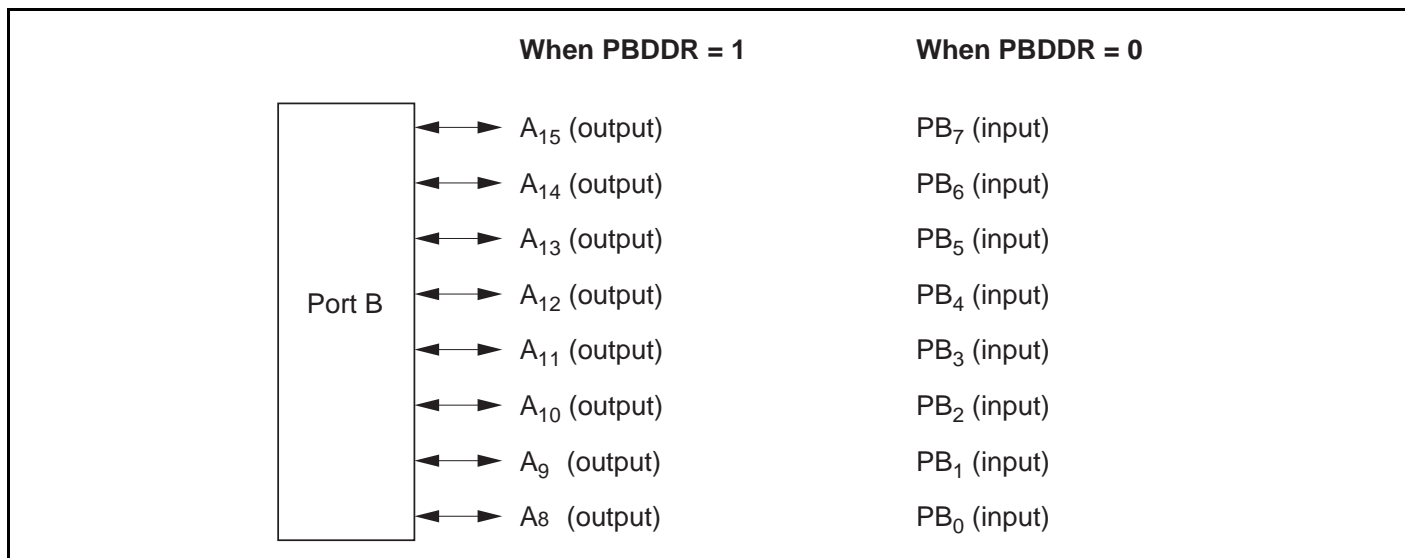 When PBDDR = 1 When PBDDR = 0
A15 (output) PB7 (input)
A14 (output) PB6 (input)
A13 (output) PB5 (input)
Port B A12 (output) PB4 (input)
A11 (output) PB3 (input)
A10 (output) PB2 (input)
A9 (output) PB1 (input)
A8 (output) PB0 (input)